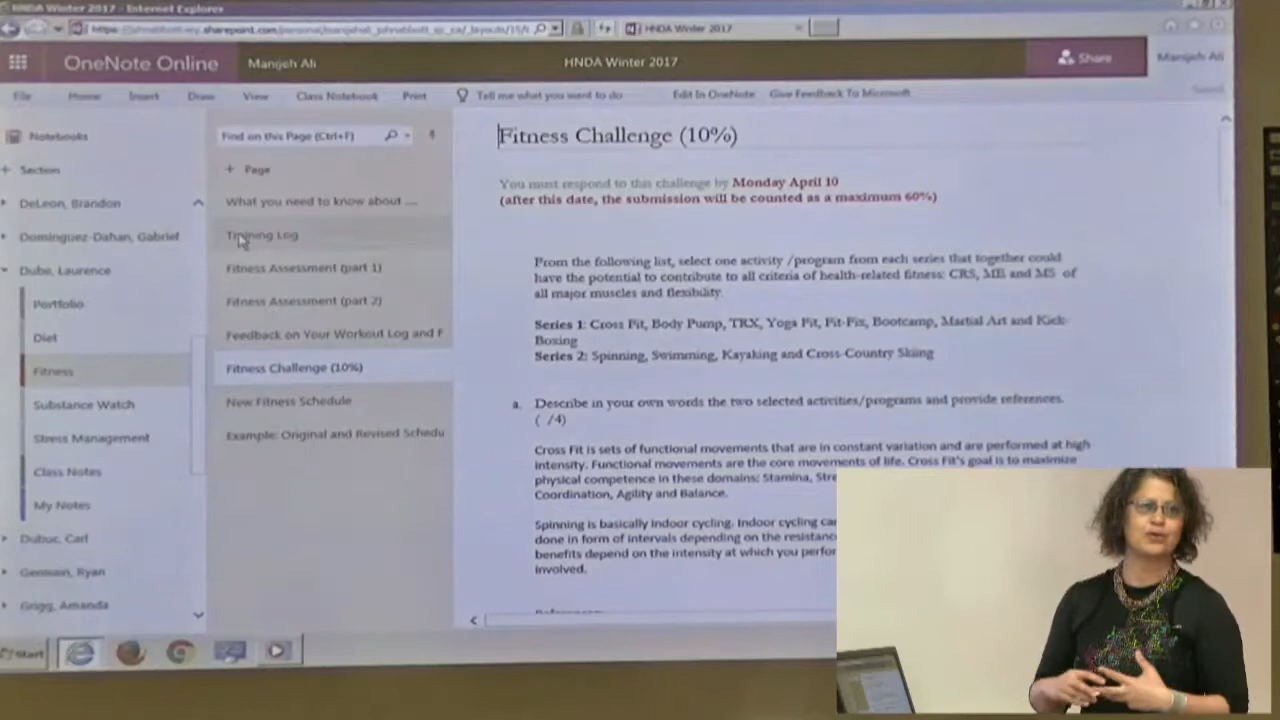 HNDA Winter 2017 - Internet Explorer
HNDA Winter 2017
OneNote Online
Manijeh Ali
HNDA Winter 2017
Share
Manijeh Ali
File Home Insert Draw View Class Notebook Print Tell me what you want to do Edit In OneNote Give Feedback To Microsoft
Saved
Notebooks
+ Section
DeLeon, Brandon
Dominguez-Dahan, Gabriel
Dube, Laurence
Portfolio
Diet
Fitness
Substance Watch
Stress Management
Class Notes
My Notes
Dubuc, Carl
Germain, Ryan
Grigg, Amanda
Find on this Page (Ctrl+F)
+ Page
What you need to know about ...
Training Log
Fitness Assessment (part 1)
Fitness Assessment (part 2)
Feedback on Your Workout Log and F
Fitness Challenge (10%)
New Fitness Schedule
Example: Original and Revised Schedu
Fitness Challenge (10%)
You must respond to this challenge by Monday April 10
(after this date, the submission will be counted as a maximum 60%)
From the following list, select one activity /program from each series that together could
have the potential to contribute to all criteria of health-related fitness: CRS, ME and MS of
all major muscles and flexibility.
Series 1: Cross Fit, Body Pump, TRX, Yoga Fit, Fit-Fix, Bootcamp, Martial Art and Kick-
Boxing
Series 2: Spinning, Swimming, Kayaking and Cross-Country Skiing
a. Describe in your own words the two selected activities/programs and provide references.
( /4)
Cross Fit is sets of functional movements that are in constant variation and are performed at high
intensity. Functional movements are the core movements of life. Cross Fit's goal is to maximize
physical competence in these domains: Stamina, Stre
Coordination, Agility and Balance.
Spinning is basically indoor cycling. Indoor cycling can
done in form of intervals depending on the resistance
benefits depend on the intensity at which you perfor
involved.
Start